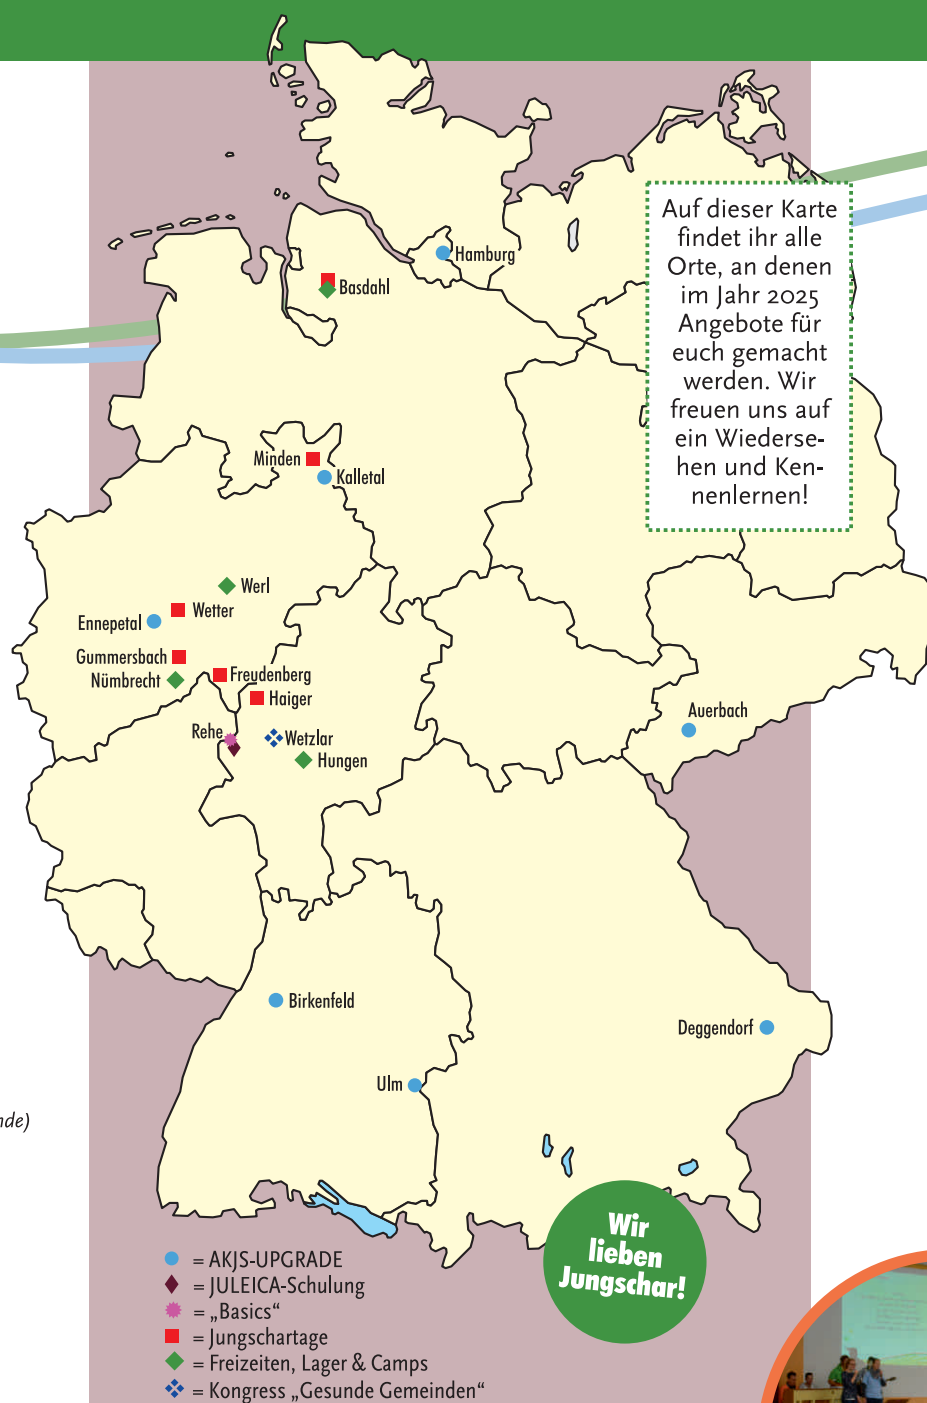 Auf dieser Karte
findet ihr alle
Orte, an denen
im Jahr 2025
Angebote für
euch gemacht
werden. Wir
freuen uns auf
ein Wiederse-
hen und Ken-
nenlernen!
Hamburg
Basdahl
Minden
Kalletal
Werl
Wetter
Ennepetal
Gummersbach
Nümbrecht
Freudenberg
Haiger
Rehe
Wetzlar
Hungen
Auerbach
Birkenfeld
Deggendorf
Ulm
nde)
Wir
lieben
Jungschar!
= AKJS-UPGRADE
= JULEICA-Schulung
= „Basics“
= Jungschartage
= Freizeiten, Lager & Camps
= Kongress „Gesunde Gemeinden“